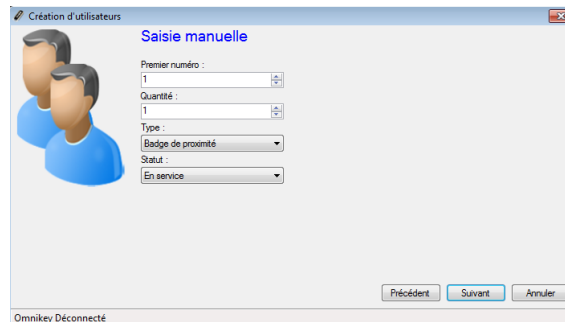 Création d'utilisateurs
Saisie manuelle
Premier numéro :
1
Quantité :
1
Type :
Badge de proximité
Statut :
En service
Précédent Suivant Annuler
Omnikey Déconnecté